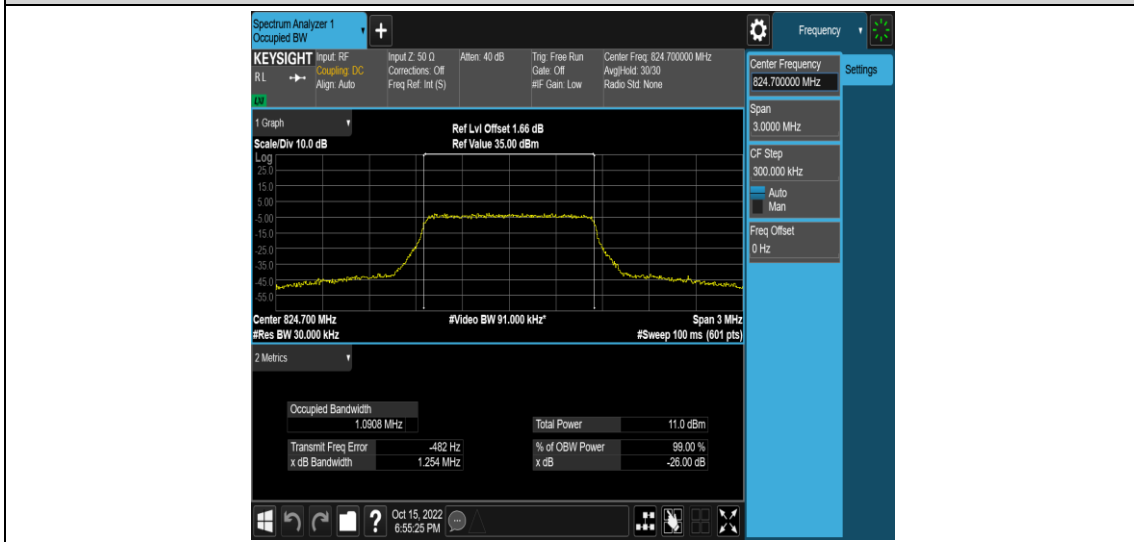 Spectrum Analyzer 1
Occupied BW
Frequency
KEYSIGHT
RL
LXI
Input: RF
Coupling: DC
Align: Auto
Input Z: 50 Ω
Corrections: Off
Freq Ref: Int (S)
Atten: 40 dB
Trig: Free Run
Gate: Off
#IF Gain: Low
Center Freq: 824.700000 MHz
Avg|Hold: 30/30
Radio Std: None
Center Frequency
824.700000 MHz
Settings
Span
3.0000 MHz
CF Step
300.000 kHz
Auto
Man
Freq Offset
0 Hz
1 Graph
Scale/Div 10.0 dB
Ref Lvl Offset 1.66 dB
Ref Value 35.00 dBm
Log
25.0
15.0
5.00
-5.00
-15.0
-25.0
-35.0
-45.0
-55.0
Center 824.700 MHz
#Video BW 91.000 kHz*
Span 3 MHz
#Res BW 30.000 kHz
#Sweep 100 ms (601 pts)
2 Metrics
Occupied Bandwidth
1.0908 MHz
Total Power 11.0 dBm
Transmit Freq Error -482 Hz
% of OBW Power 99.00 %
x dB Bandwidth 1.254 MHz
x dB -26.00 dB
Oct 15, 2022
6:55:25 PM